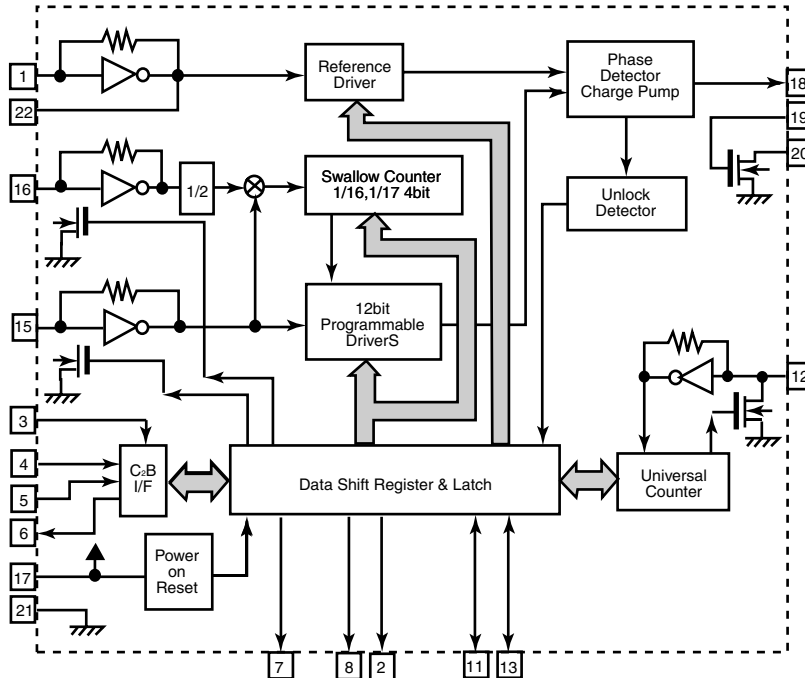 1
22
16
15
3
4
5
6
17
21
Reference
Driver
Phase
Detector
Charge Pump
18
19
20
1/2
Swallow Counter
1/16,1/17 4bit
Unlock
Detector
12bit
Programmable
DriverS
12
C₂B
I/F
Data Shift Register & Latch
Universal
Counter
Power
on
Reset
7
8
2
11
13